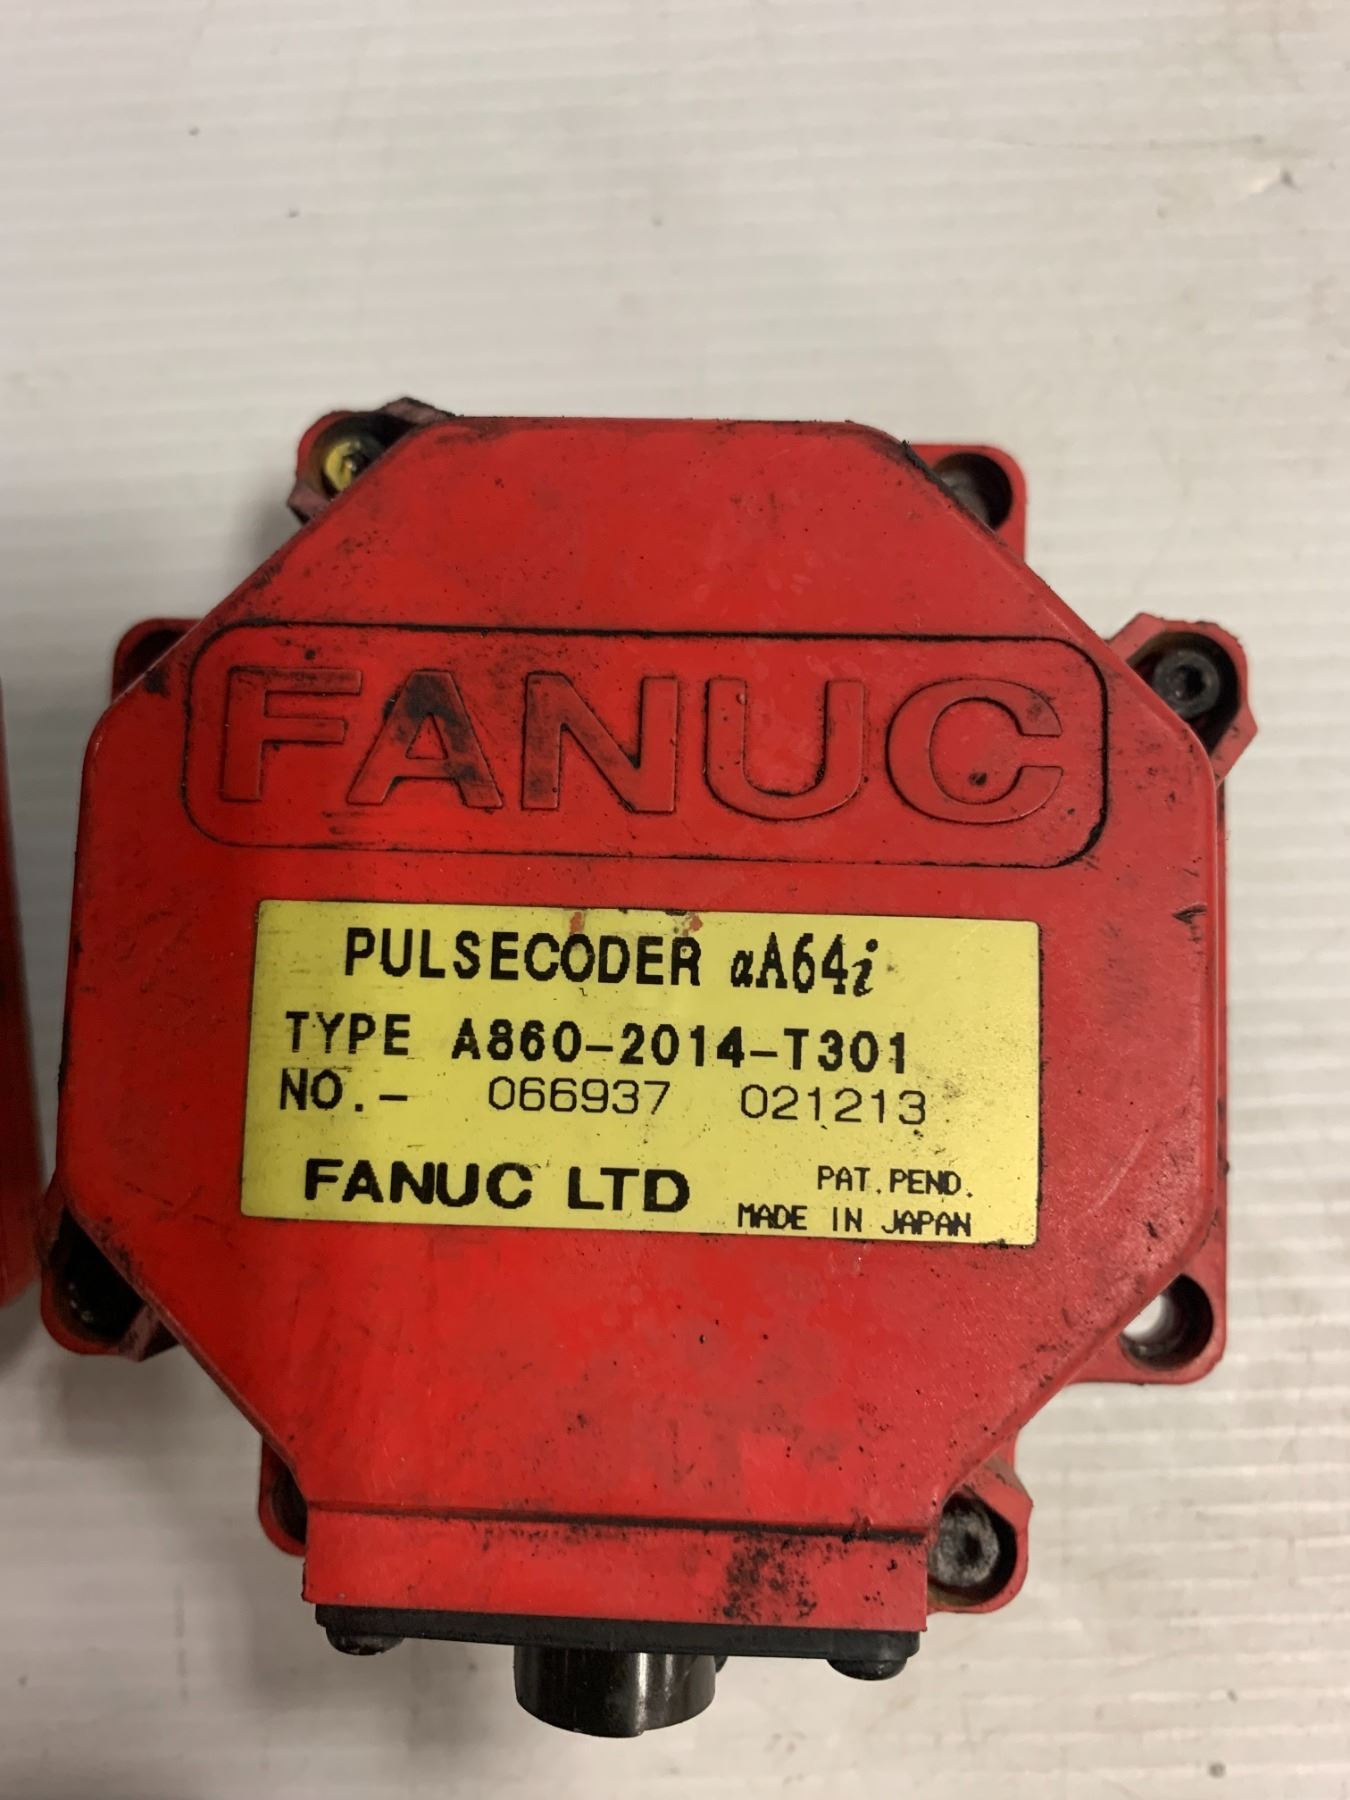 FANUC
PULSECODER αA64i
TYPE A860-2014-T301
NO.- 066937 021213
FANUC LTD PAT.PEND.
MADE IN JAPAN